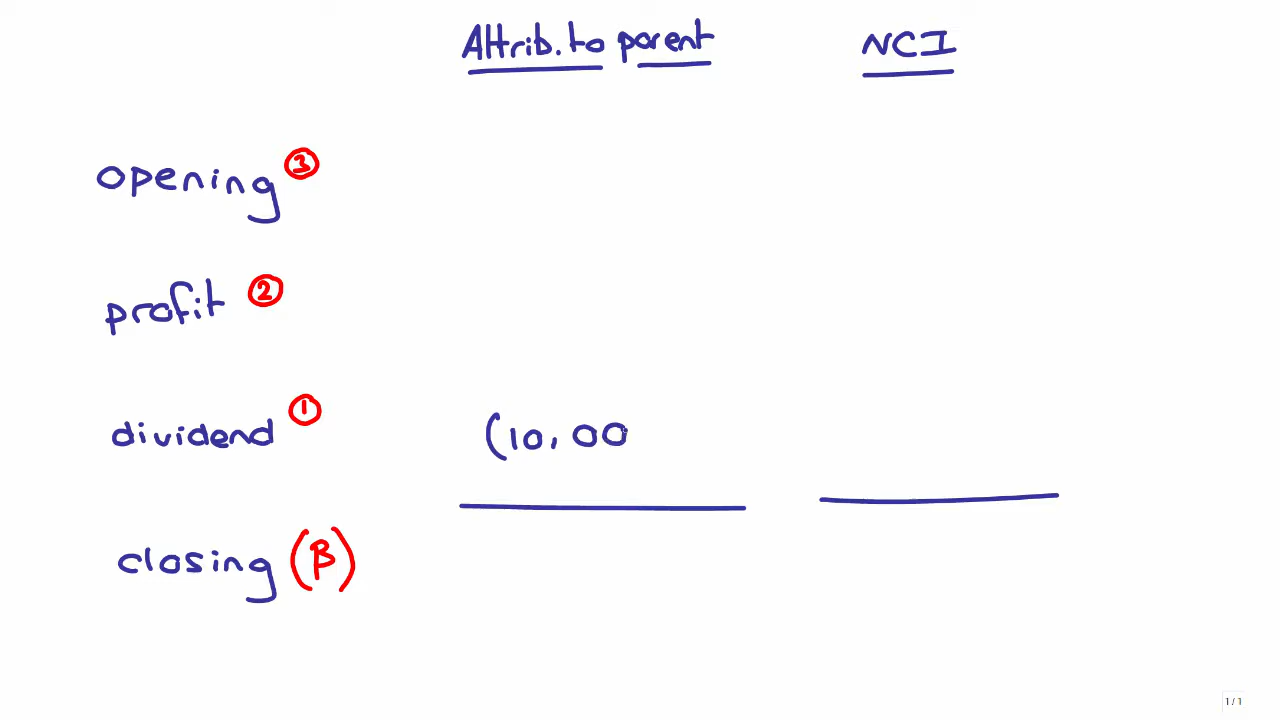 Attrib. to parent NCI
opening ③
profit ②
dividend ① (10,00
closing (β)
1 / 1